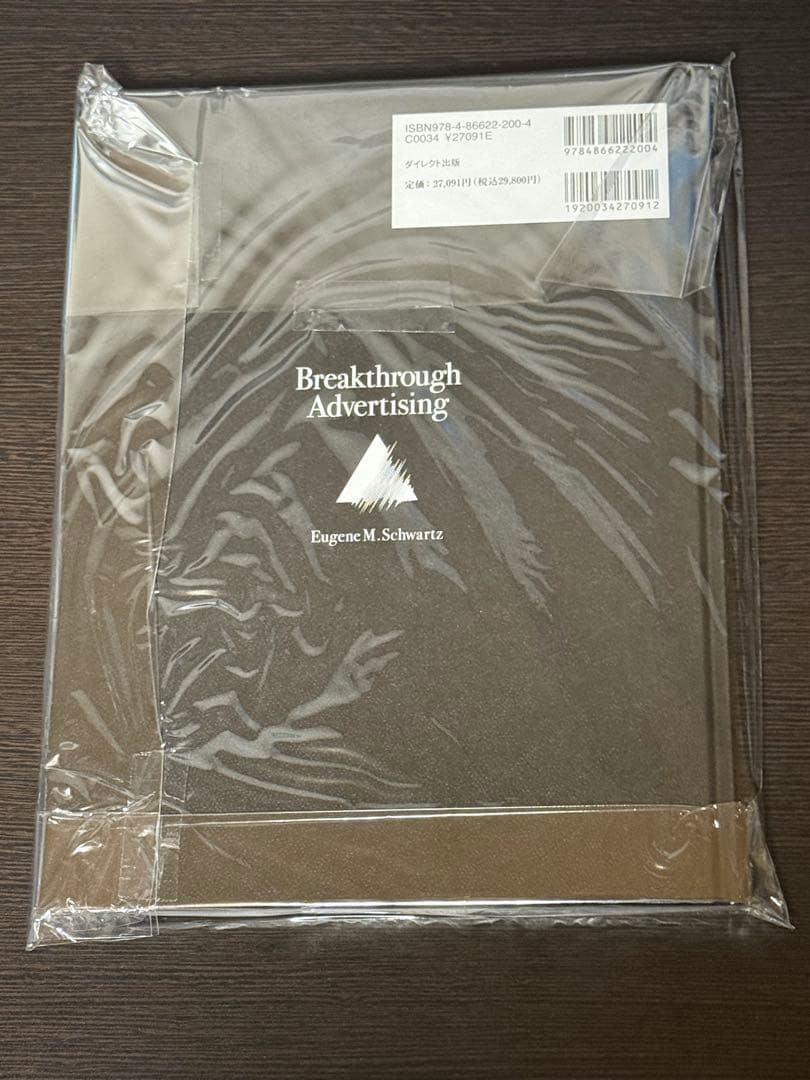 ISBN978-4-86622-200-4
C0034 ¥27091E
ダイレクト出版
定価：27,091円（税込29,800円）
9784866222004
1920034270912
Breakthrough
Advertising
Eugene M. Schwartz